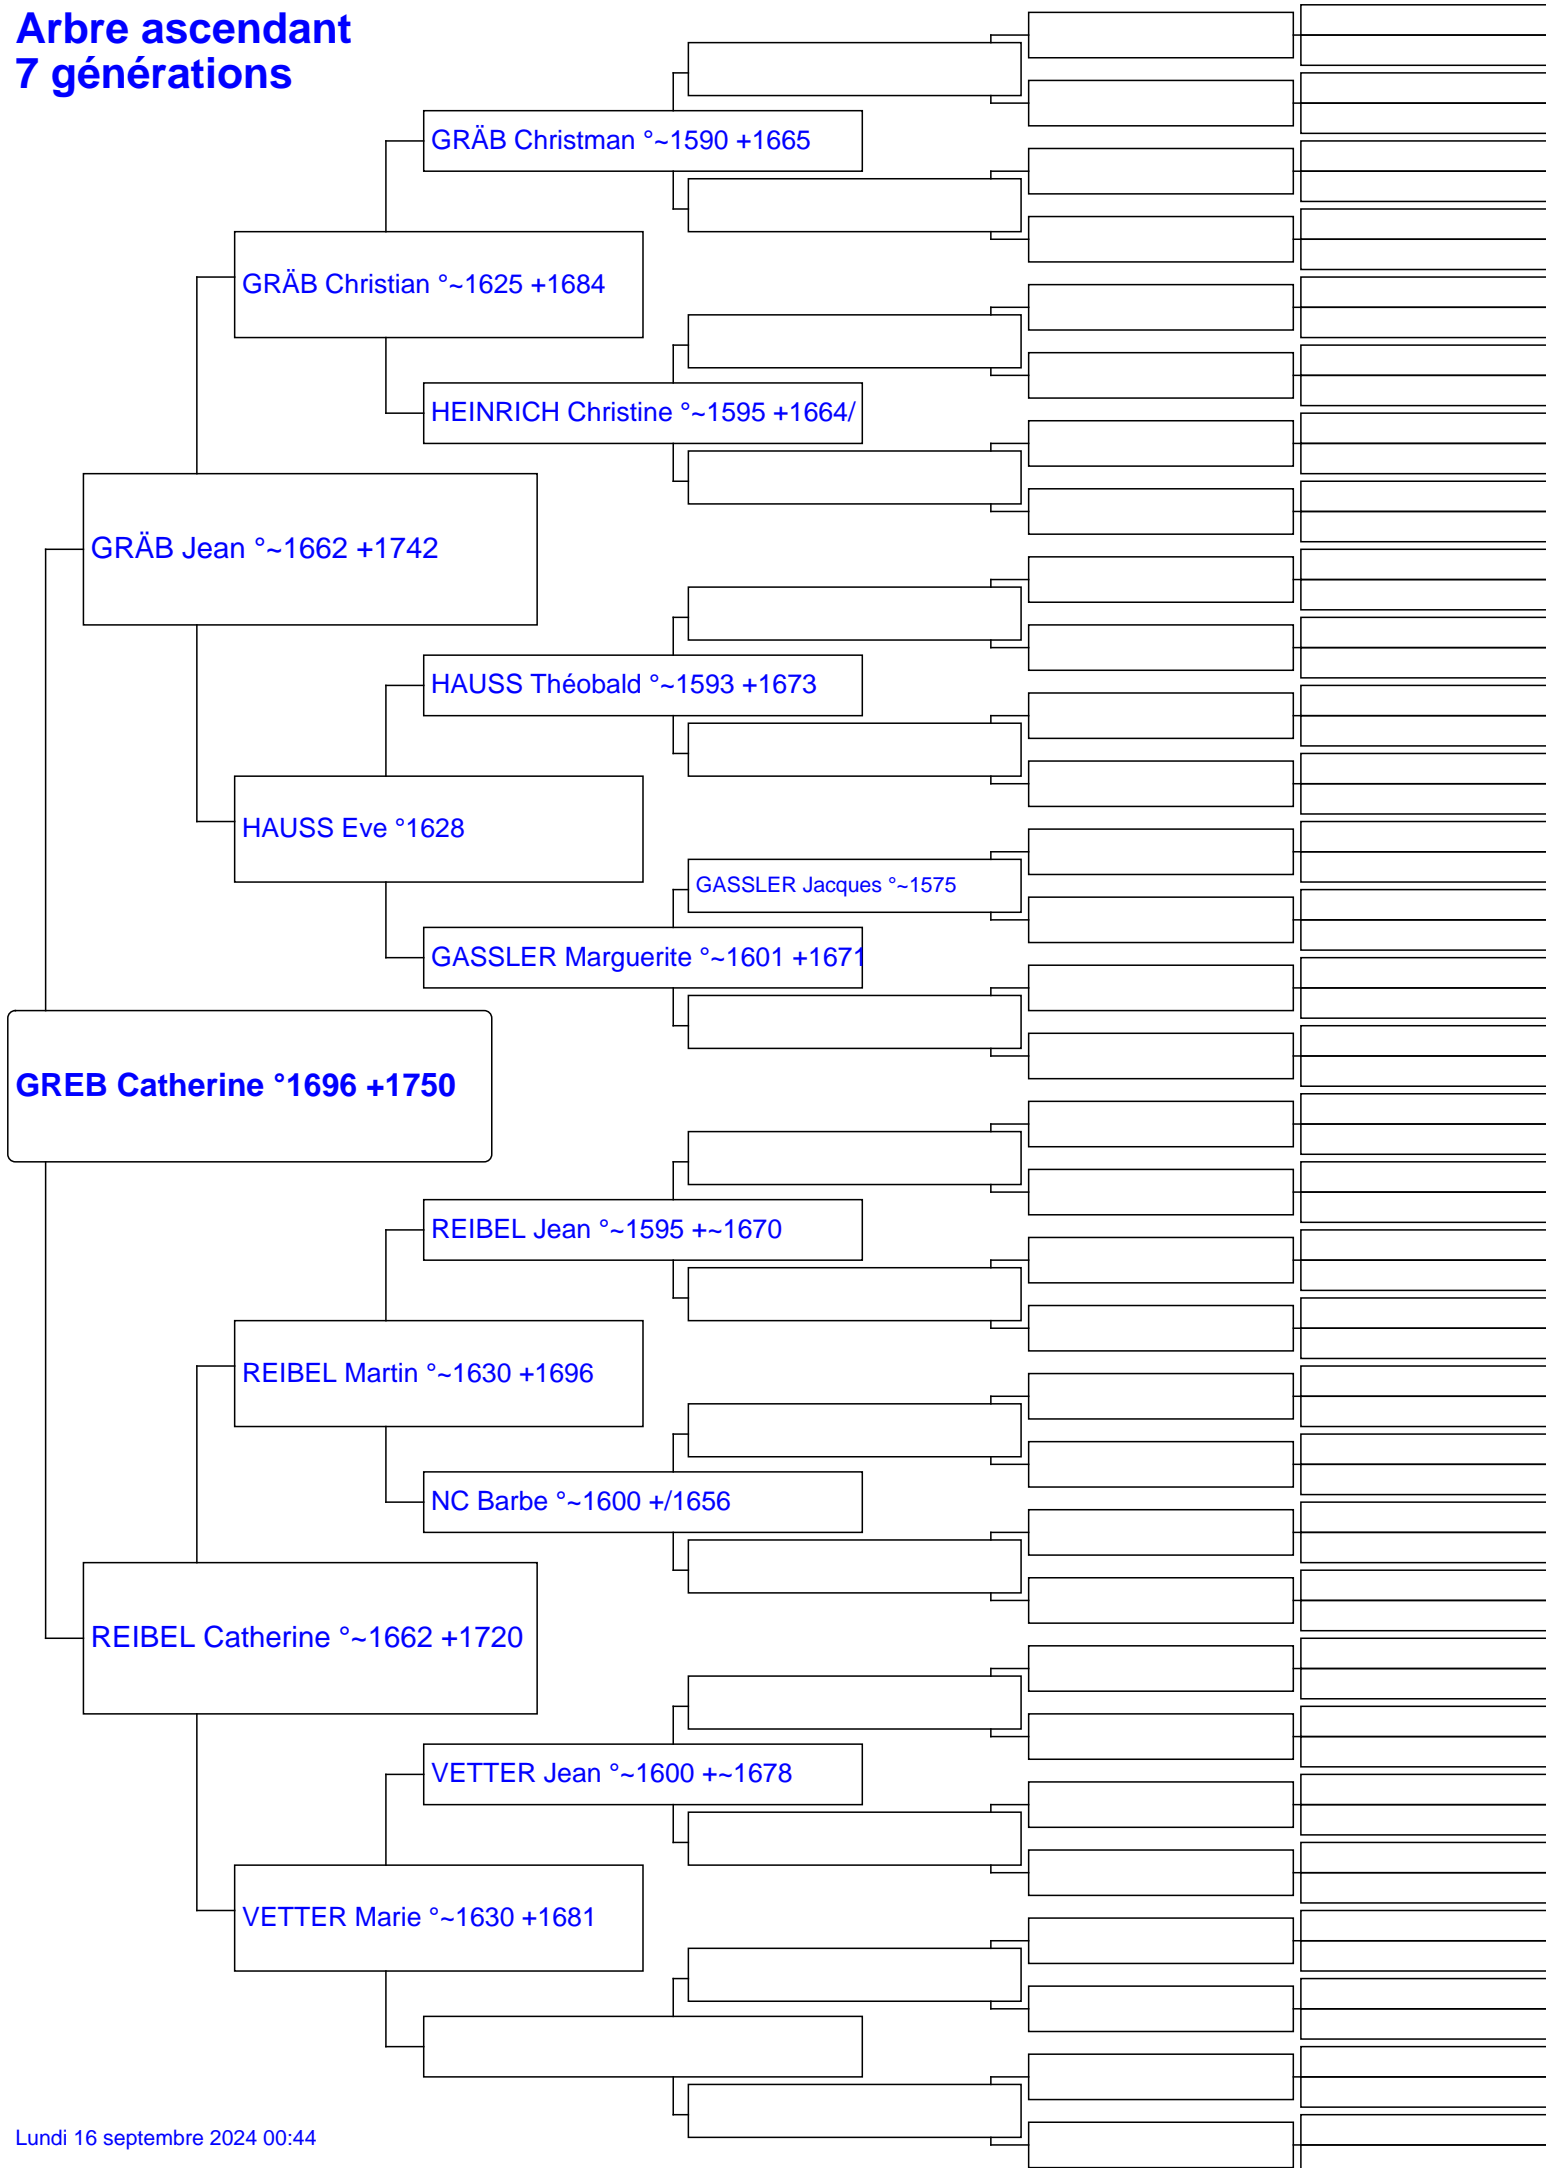 Arbre ascendant
7 générations
GRÄB Christman °~1590 +1665
GRÄB Christian °~1625 +1684
HEINRICH Christine °~1595 +1664/
GRÄB Jean °~1662 +1742
HAUSS Théobald °~1593 +1673
HAUSS Eve °1628
GASSLER Jacques °~1575
GASSLER Marguerite °~1601 +1671
GREB Catherine °1696 +1750
REIBEL Jean °~1595 +~1670
REIBEL Martin °~1630 +1696
NC Barbe °~1600 +/1656
REIBEL Catherine °~1662 +1720
VETTER Jean °~1600 +~1678
VETTER Marie °~1630 +1681
Lundi 16 septembre 2024 00:44